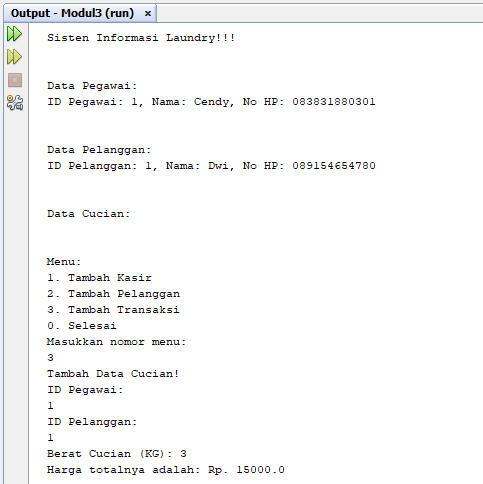 Output - Modul3 (run) ×
Sisten Informasi Laundry!!!
Data Pegawai:
ID Pegawai: 1, Nama: Cendy, No HP: 083831880301
Data Pelanggan:
ID Pelanggan: 1, Nama: Dwi, No HP: 089154654780
Data Cucian:
Menu:
1. Tambah Kasir
2. Tambah Pelanggan
3. Tambah Transaksi
0. Selesai
Masukkan nomor menu:
3
Tambah Data Cucian!
ID Pegawai:
1
ID Pelanggan:
1
Berat Cucian (KG): 3
Harga totalnya adalah: Rp. 15000.0